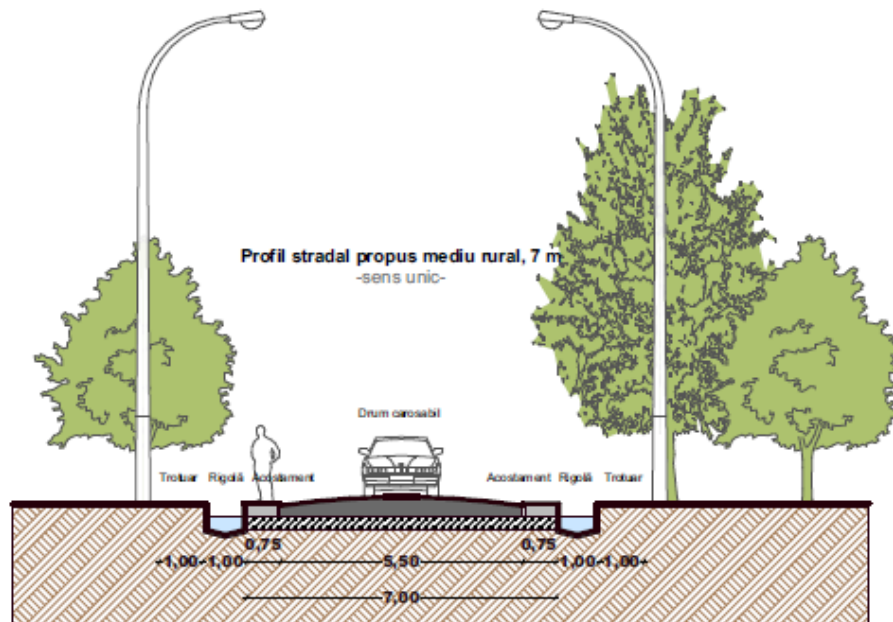 Profil stradal propus mediu rural, 7 m
-sens unic-
Drum carosabil
Trotuar Rigolă Acostament Acostament Rigolă Trotuar
0,75 0,75
1,00 1,00 5,50 1,00 1,00
7,00